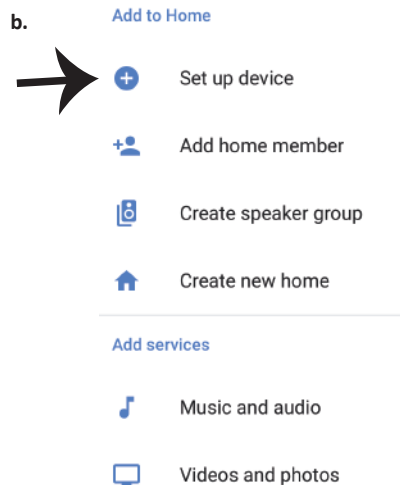 b.
Add to Home
Set up device
Add home member
Create speaker group
Create new home
Add services
Music and audio
Videos and photos